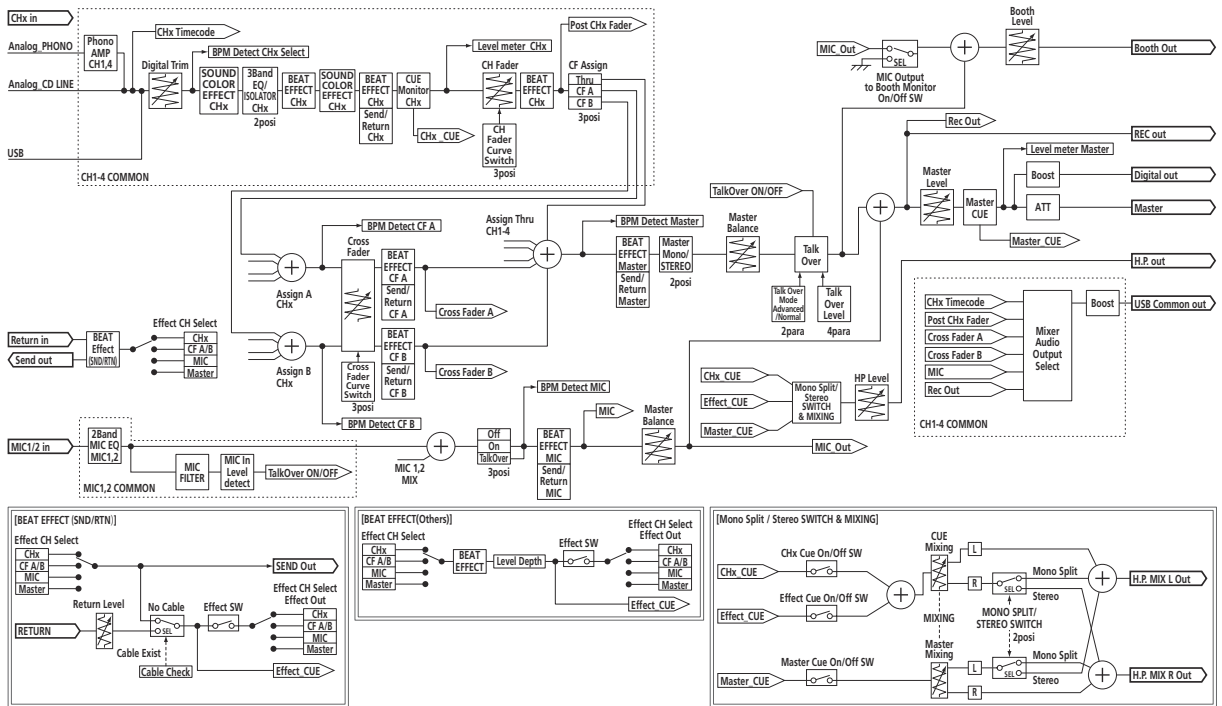 CHx in
Analog_PHONO
Phono
AMP
CH1,4
CHx Timecode
Digital Trim
BPM Detect CHx Select
Analog_CD LINE
USB
SOUND
COLOR
EFFECT
CHx
3Band
EQ/
ISOLATOR
CHx
2posi
BEAT
EFFECT
CHx
SOUND
COLOR
EFFECT
CHx
BEAT
EFFECT
CHx
Send/
Return
CHx
CUE
Monitor
CHx
CHx _CUE
Level meter_CHx
CH Fader
CH
Fader
Curve
Switch
3posi
BEAT
EFFECT
CHx
Post CHx Fader
CF Assign
Thru
CF A
CF B
3posi
CH1-4 COMMON
MIC_Out
SEL
MIC Output
to Booth Monitor
On/Off SW
Booth
Level
Booth Out
Rec Out
REC out
Level meter Master
Boost
Digital out
Master
Level
Master
CUE
ATT
Master
Master_CUE
H.P. out
TalkOver ON/OFF
BPM Detect CF A
Cross
Fader
Assign A
CHx
BEAT
EFFECT
CF A
Send/
Return
CF A
Cross Fader A
Assign Thru
CH1-4
BPM Detect Master
BEAT
EFFECT
Master
Send/
Return
Master
Master
Mono/
STEREO
2posi
Master
Balance
Talk
Over
Talk Over
Mode
Advanced
/Normal
2para
Talk
Over
Level
4para
CHx Timecode
Post CHx Fader
Cross Fader A
Cross Fader B
MIC
Rec Out
Mixer
Audio
Output
Select
Boost
USB Common out
CH1-4 COMMON
Return in
Send out
BEAT
Effect
(SND/RTN)
Effect CH Select
CHx
CF A/B
MIC
Master
Assign B
CHx
Cross
Fader
Curve
Switch
3posi
BEAT
EFFECT
CF B
Send/
Return
CF B
Cross Fader B
BPM Detect CF B
CHx_CUE
Effect_CUE
Master_CUE
Mono Split/
Stereo
SWITCH
& MIXING
HP Level
MIC1/2 in
2Band
MIC EQ
MIC1,2
MIC
FILTER
MIC In
Level
detect
TalkOver ON/OFF
MIC1,2 COMMON
MIC 1,2
MIX
Off
On
TalkOver
3posi
BPM Detect MIC
BEAT
EFFECT
MIC
Send/
Return
MIC
MIC
Master
Balance
MIC_Out
[BEAT EFFECT (SND/RTN)]
Effect CH Select
CHx
CF A/B
MIC
Master
SEND Out
RETURN
Return Level
No Cable
SEL
Cable Exist
Cable Check
Effect SW
Effect CH Select
Effect Out
CHx
CF A/B
MIC
Master
Effect_CUE
[BEAT EFFECT(Others)]
Effect CH Select
CHx
CF A/B
MIC
Master
BEAT
EFFECT
Level Depth
Effect SW
Effect CH Select
Effect Out
CHx
CF A/B
MIC
Master
Effect_CUE
[Mono Split / Stereo SWITCH & MIXING]
CHx Cue On/Off SW
CHx_CUE
Effect Cue On/Off SW
Effect_CUE
Master Cue On/Off SW
Master_CUE
CUE
Mixing
L
R
MIXING
Master
Mixing
L
R
SEL
Mono Split
Stereo
MONO SPLIT/
STEREO SWITCH
2posi
SEL
Mono Split
Stereo
H.P. MIX L Out
H.P. MIX R Out